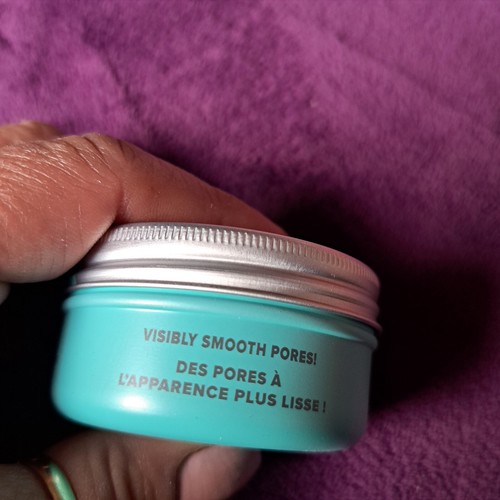 VISIBLY SMOOTH PORES!
DES PORES À
L'APPARENCE PLUS LISSE !